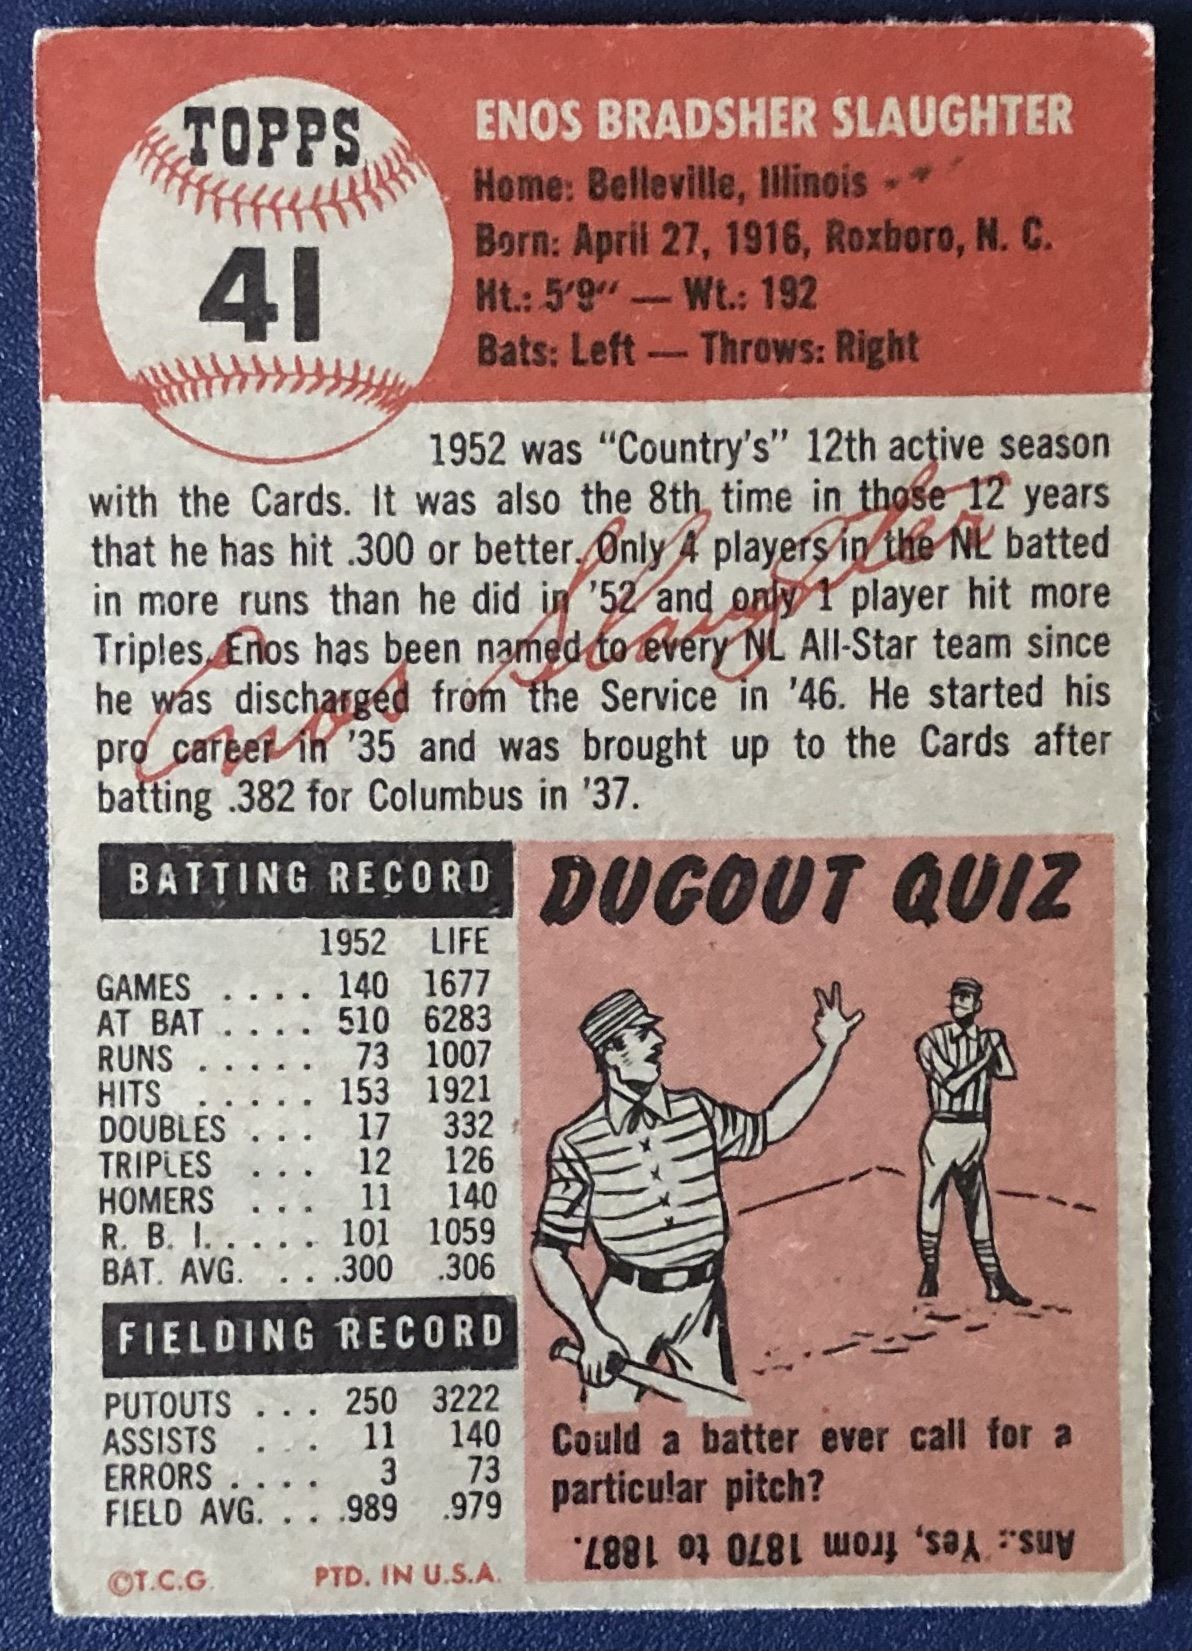 TOPPS
41
ENOS BRADSHER SLAUGHTER
Home: Belleville, Illinois
Born: April 27, 1916, Roxboro, N. C.
Ht.: 5'9" — Wt.: 192
Bats: Left — Throws: Right
1952 was "Country's" 12th active season
with the Cards. It was also the 8th time in those 12 years
that he has hit .300 or better. Only 4 players in the NL batted
in more runs than he did in '52 and only 1 player hit more
Triples. Enos has been named to every NL All-Star team since
he was discharged from the Service in '46. He started his
pro career in '35 and was brought up to the Cards after
batting .382 for Columbus in '37.
Enos Slaughter
BATTING RECORD
1952 LIFE
GAMES .... 140 1677
AT BAT .... 510 6283
RUNS ..... 73 1007
HITS ..... 153 1921
DOUBLES ... 17 332
TRIPLES ... 12 126
HOMERS ... 11 140
R. B. I. .... 101 1059
BAT. AVG. ... .300 .306
FIELDING RECORD
PUTOUTS ... 250 3222
ASSISTS ... 11 140
ERRORS .... 3 73
FIELD AVG. ... .989 .979
©T.C.G. PTD. IN U.S.A.
DUGOUT QUIZ
Could a batter ever call for a
particular pitch?
Ans.: Yes, from 1870 to 1887.